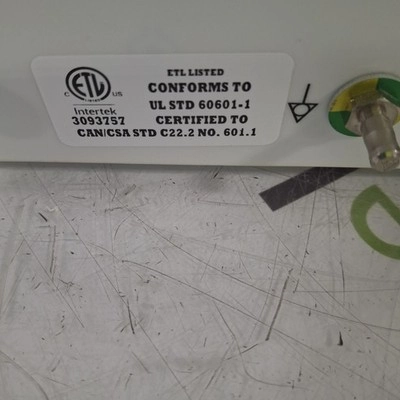 ETL LISTED
CONFORMS TO
UL STD 60601-1
CERTIFIED TO
CAN/CSA STD C22.2 NO. 601.1
C ETL US
Intertek
3093757